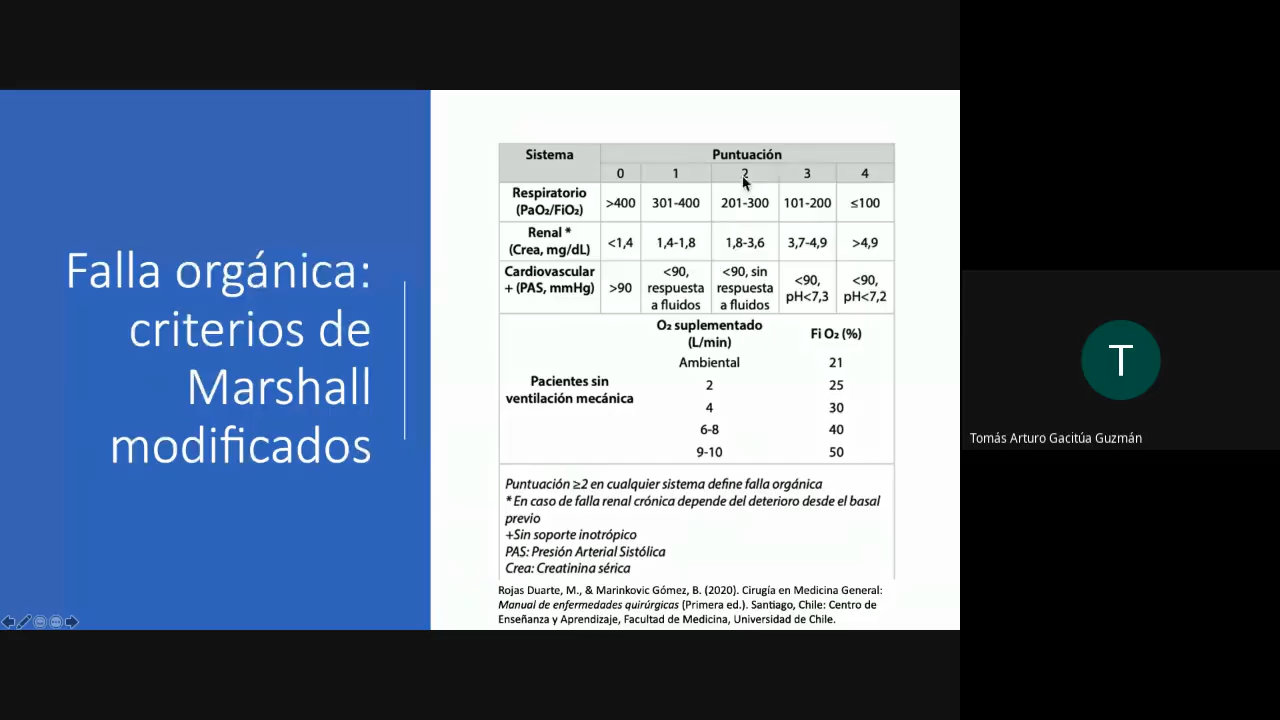 Falla orgánica:
criterios de
Marshall
modificados
Sistema Puntuación
0 1 2 3 4
Respiratorio
(PaO₂/FiO₂) >400 301-400 201-300 101-200 ≤100
Renal *
(Crea, mg/dL) <1,4 1,4-1,8 1,8-3,6 3,7-4,9 >4,9
Cardiovascular
+ (PAS, mmHg) >90 <90, respuesta a fluidos <90, sin respuesta a fluidos <90, pH<7,3 <90, pH<7,2
Pacientes sin
ventilación mecánica
O₂ suplementado
(L/min) Fi O₂ (%)
Ambiental 21
2 25
4 30
6-8 40
9-10 50
Puntuación ≥2 en cualquier sistema define falla orgánica
* En caso de falla renal crónica depende del deterioro desde el basal
previo
+Sin soporte inotrópico
PAS: Presión Arterial Sistólica
Crea: Creatinina sérica
Rojas Duarte, M., & Marinkovic Gómez, B. (2020). Cirugía en Medicina General:
Manual de enfermedades quirúrgicas (Primera ed.). Santiago, Chile: Centro de
Enseñanza y Aprendizaje, Facultad de Medicina, Universidad de Chile.
T
Tomás Arturo Gacitúa Guzmán